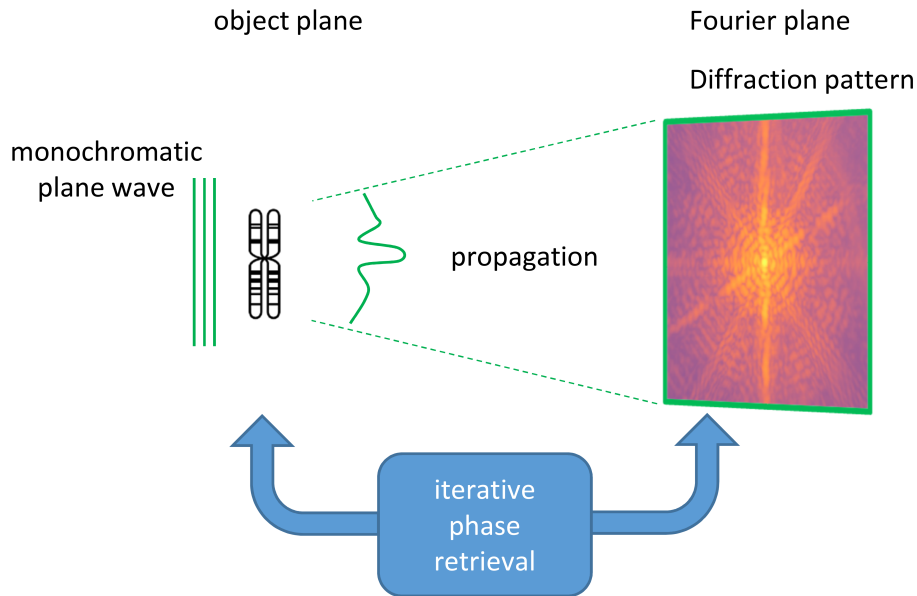 object plane
Fourier plane
Diffraction pattern
monochromatic
plane wave
propagation
iterative
phase
retrieval